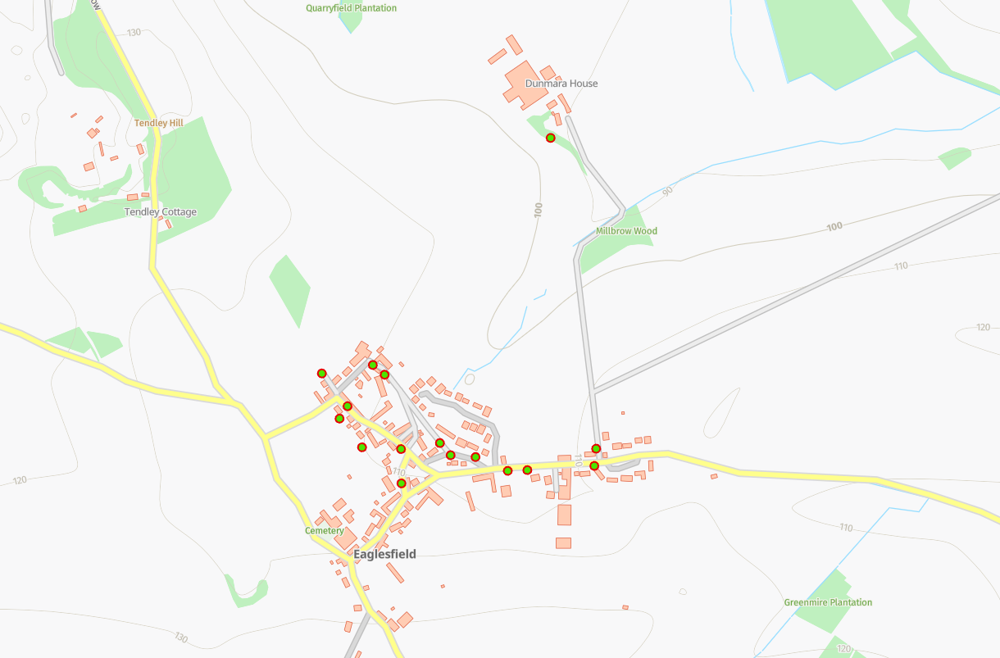 Quarryfield Plantation
130
Dunmara House
Tendley Hill
90
Tendley Cottage
100
100
Millbrow Wood
110
120
110
110
120
110
Cemetery
Eaglesfield
Greenmire Plantation
130
120